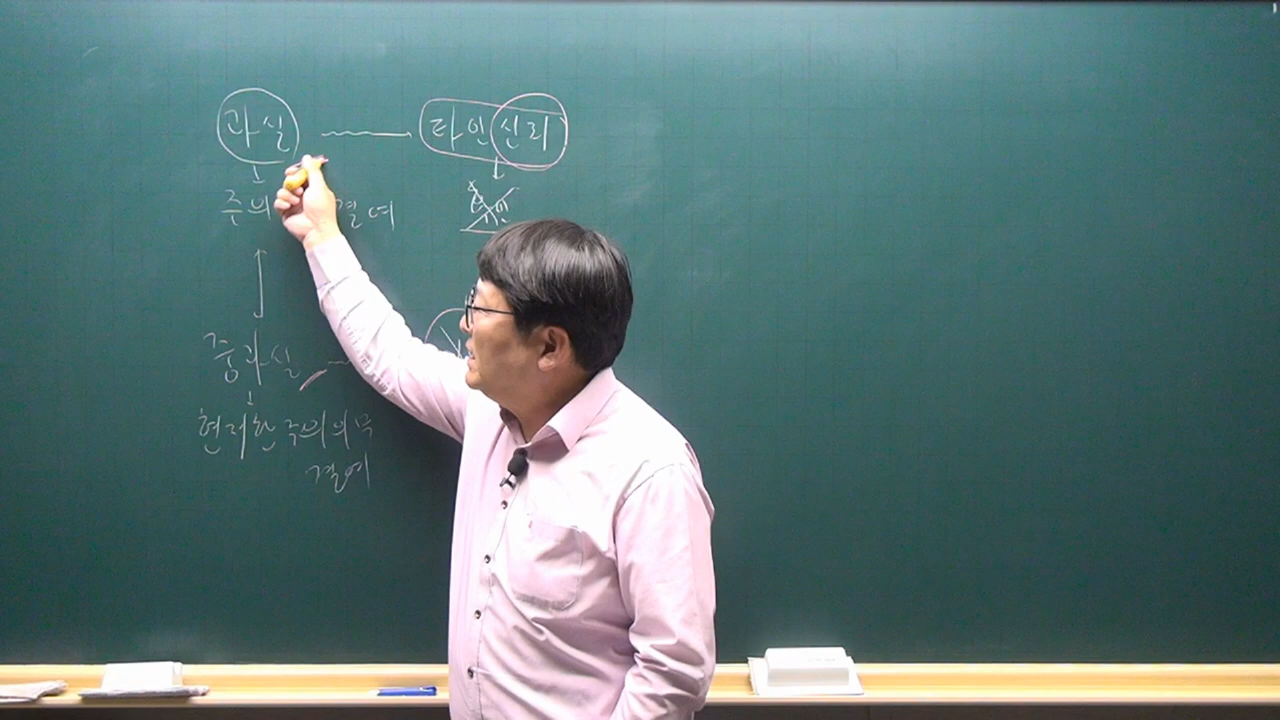 과실 타인신뢰
주의 결여
중과실
현저한 주의의무
결여